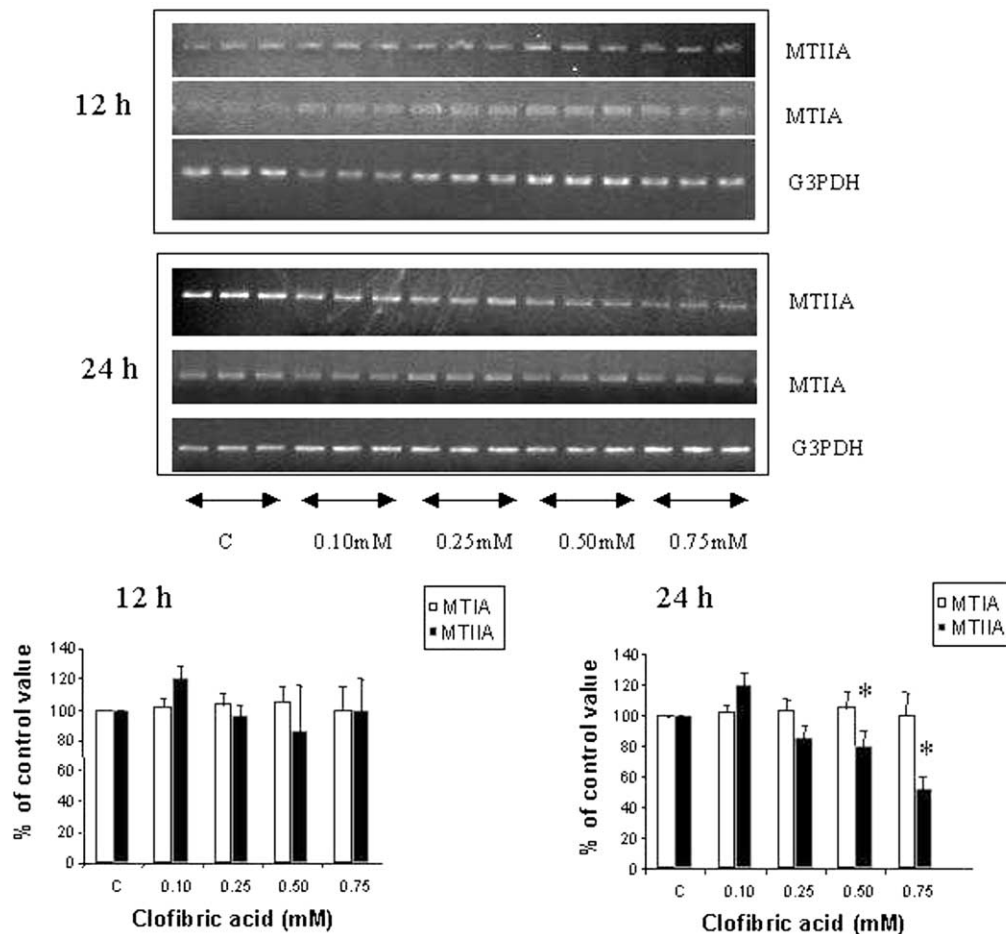 12 h
MTIIA
MTIA
G3PDH
24 h
MTIIA
MTIA
G3PDH
C 0.10mM 0.25mM 0.50mM 0.75mM
12 h
MTIA
MTIIA
% of control value
140
120
100
80
60
40
20
0
C 0.10 0.25 0.50 0.75
Clofibric acid (mM)
24 h
MTIA
MTIIA
% of control value
140
120
100
80
60
40
20
0
* *
C 0.10 0.25 0.50 0.75
Clofibric acid (mM)